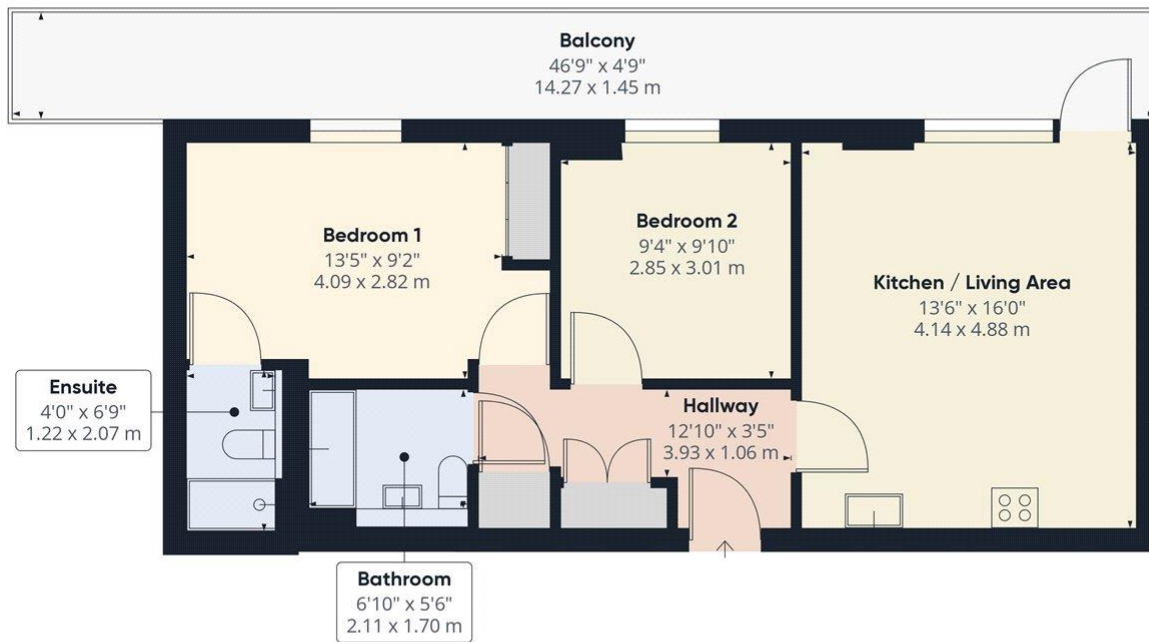 Balcony
46'9" x 4'9"
14.27 x 1.45 m
Bedroom 1
13'5" x 9'2"
4.09 x 2.82 m
Bedroom 2
9'4" x 9'10"
2.85 x 3.01 m
Kitchen / Living Area
13'6" x 16'0"
4.14 x 4.88 m
Ensuite
4'0" x 6'9"
1.22 x 2.07 m
Hallway
12'10" x 3'5"
3.93 x 1.06 m
Bathroom
6'10" x 5'6"
2.11 x 1.70 m